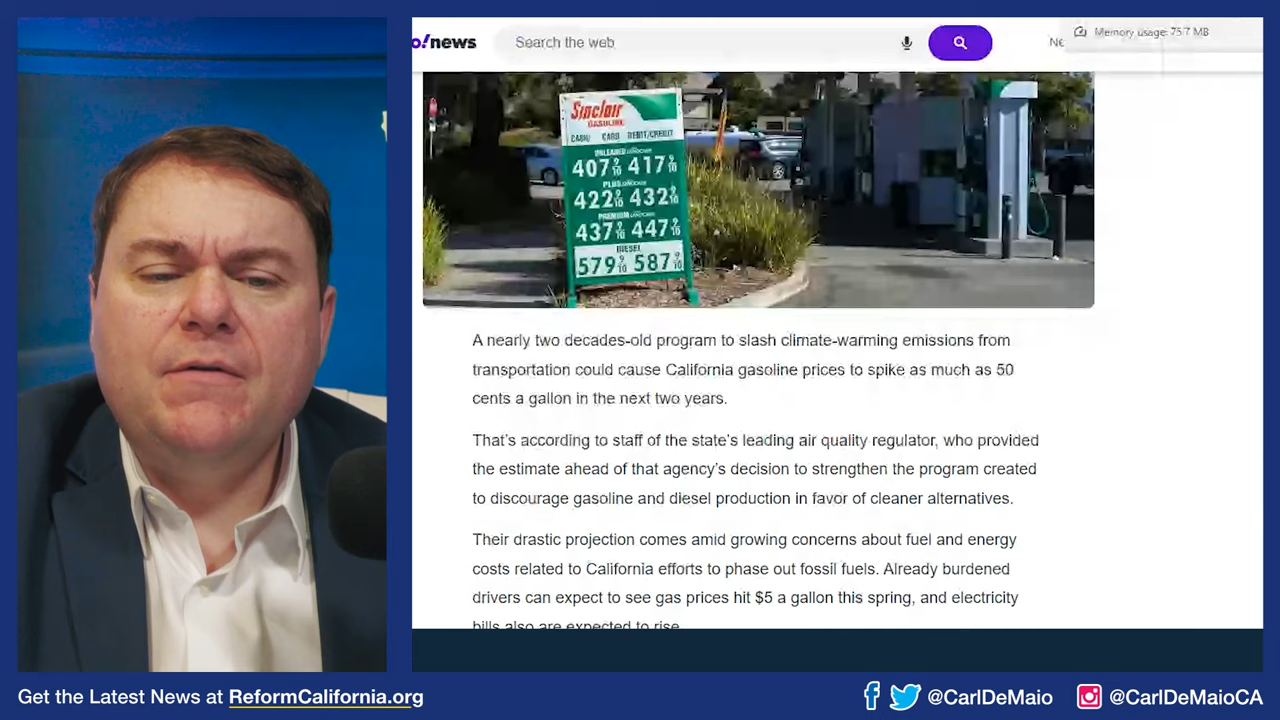 o!news
Search the web
Memory usage: 75.7 MB
Sinclair
GASOLINE
CASH CARD DEBIT/CREDIT
UNLEADED
407 9/10 417 9/10
PLUS
422 9/10 432 9/10
PREMIUM
437 9/10 447 9/10
DIESEL
579 9/10 587 9/10
A nearly two decades-old program to slash climate-warming emissions from
transportation could cause California gasoline prices to spike as much as 50
cents a gallon in the next two years.
That's according to staff of the state's leading air quality regulator, who provided
the estimate ahead of that agency's decision to strengthen the program created
to discourage gasoline and diesel production in favor of cleaner alternatives.
Their drastic projection comes amid growing concerns about fuel and energy
costs related to California efforts to phase out fossil fuels. Already burdened
drivers can expect to see gas prices hit $5 a gallon this spring, and electricity
bills also are expected to rise.
Get the Latest News at ReformCalifornia.org
@CarlDeMaio
@CarlDeMaioCA